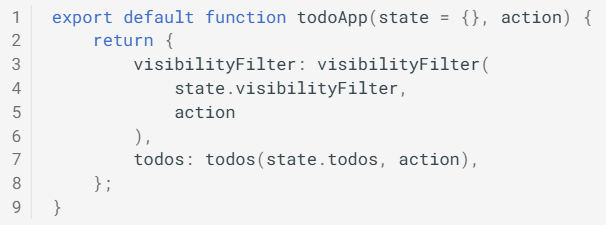 1 export default function todoApp(state = {}, action) {
2     return {
3         visibilityFilter: visibilityFilter(
4             state.visibilityFilter,
5             action
6         ),
7         todos: todos(state.todos, action),
8     };
9 }